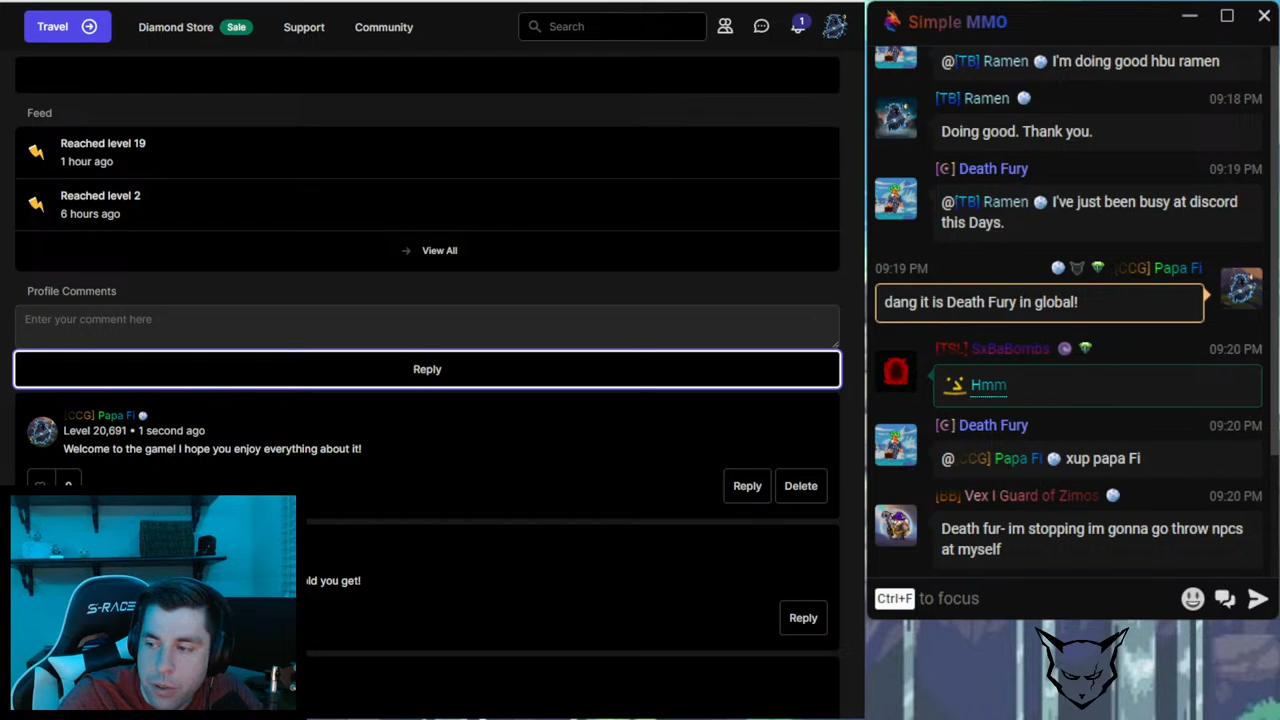 Travel
Diamond Store Sale
Support
Community
Search
1
Feed
Reached level 19
1 hour ago
Reached level 2
6 hours ago
View All
Profile Comments
Enter your comment here
Reply
[CCG] Papa Fi
Level 20,691 • 1 second ago
Welcome to the game! I hope you enjoy everything about it!
Reply
Delete
ld you get!
Reply
S-RACE
Simple MMO
@[TB] Ramen I'm doing good hbu ramen
[TB] Ramen
09:18 PM
Doing good. Thank you.
Death Fury
09:19 PM
@[TB] Ramen I've just been busy at discord
this Days.
09:19 PM
[CCG] Papa Fi
dang it is Death Fury in global!
[TSL] SxBaBombs
09:20 PM
Hmm
Death Fury
09:20 PM
@[CCG] Papa Fi xup papa Fi
[BB] Vex I Guard of Zimos
09:20 PM
Death fur- im stopping im gonna go throw npcs
at myself
Ctrl+F to focus